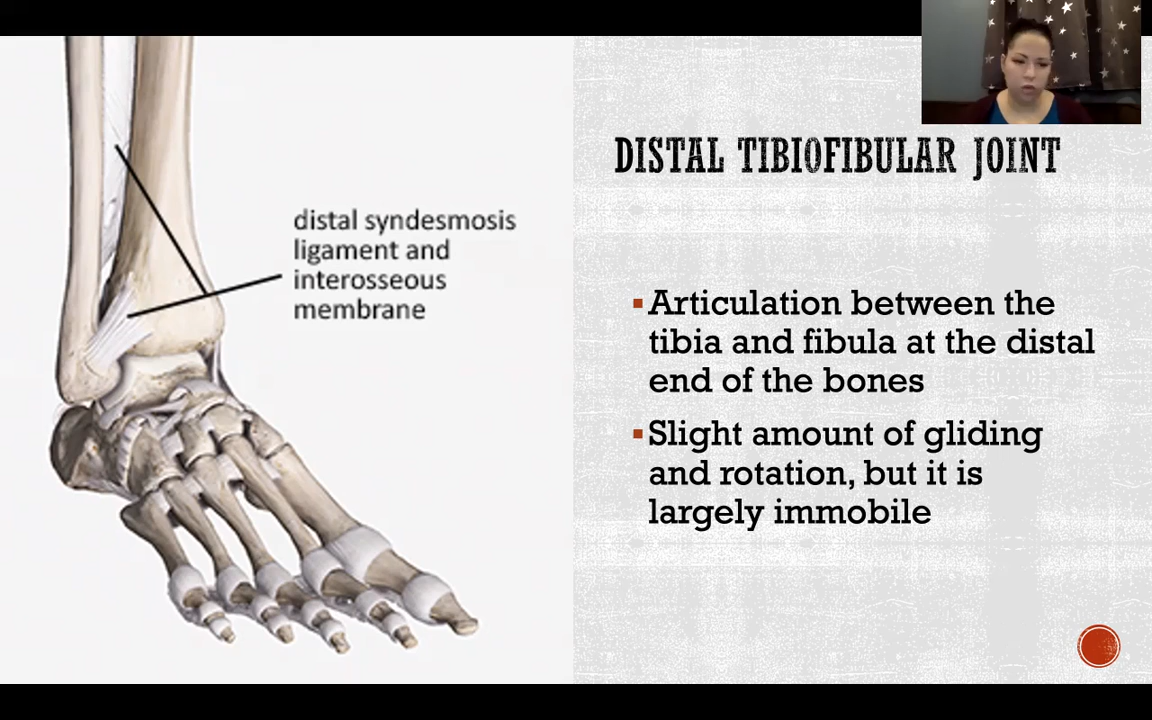 DISTAL TIBIOFIBULAR JOINT
distal syndesmosis
ligament and
interosseous
membrane
▪Articulation between the
tibia and fibula at the distal
end of the bones
▪Slight amount of gliding
and rotation, but it is
largely immobile